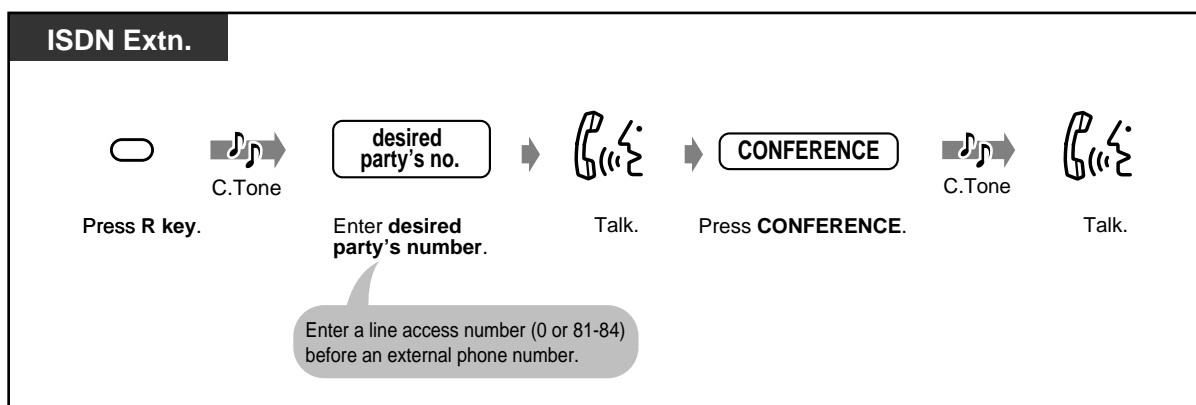 ISDN Extn.
desired
party's no.
CONFERENCE
C.Tone
C.Tone
Press R key.
Enter desired
party's number.
Talk.
Press CONFERENCE.
Talk.
Enter a line access number (0 or 81-84)
before an external phone number.